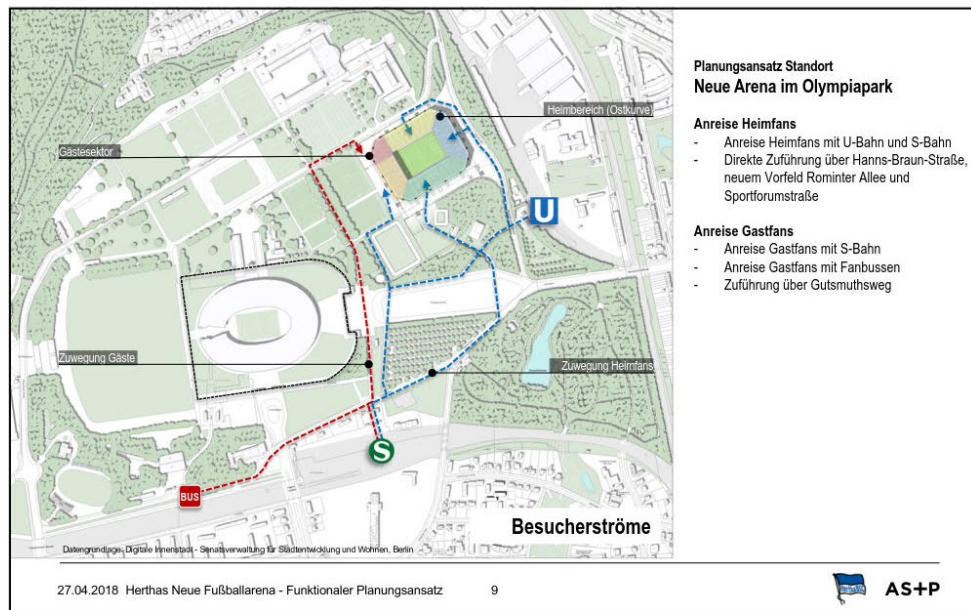 Planungsansatz Standort
Neue Arena im Olympiapark
Anreise Heimfans
- Anreise Heimfans mit U-Bahn und S-Bahn
- Direkte Zuführung über Hanns-Braun-Straße,
neuem Vorfeld Rominter Allee und
Sportforumstraße
Anreise Gastfans
- Anreise Gastfans mit S-Bahn
- Anreise Gastfans mit Fanbussen
- Zuführung über Gutsmuthsweg
Heimbereich (Ostkurve)
Gästesektor
U
Zuwegung Gäste
Zuwegung Heimfans
S
BUS
Besucherströme
Datengrundlage: Digitale Innenstadt - Senatsverwaltung für Stadtentwicklung und Wohnen, Berlin
27.04.2018 Herthas Neue Fußballarena - Funktionaler Planungsansatz 9
AS+P